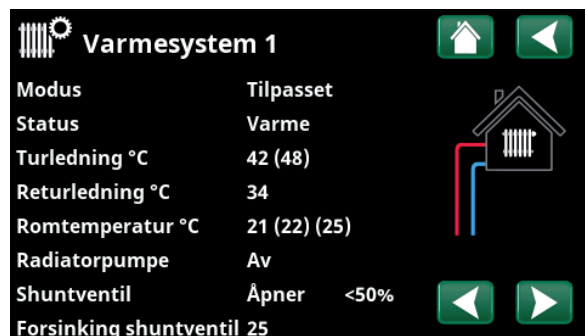 Varmesystem 1
Modus Tilpasset
Status Varme
Turledning °C 42 (48)
Returledning °C 34
Romtemperatur °C 21 (22) (25)
Radiatorpumpe Av
Shuntventil Åpner <50%
Forsinking shuntventil 25